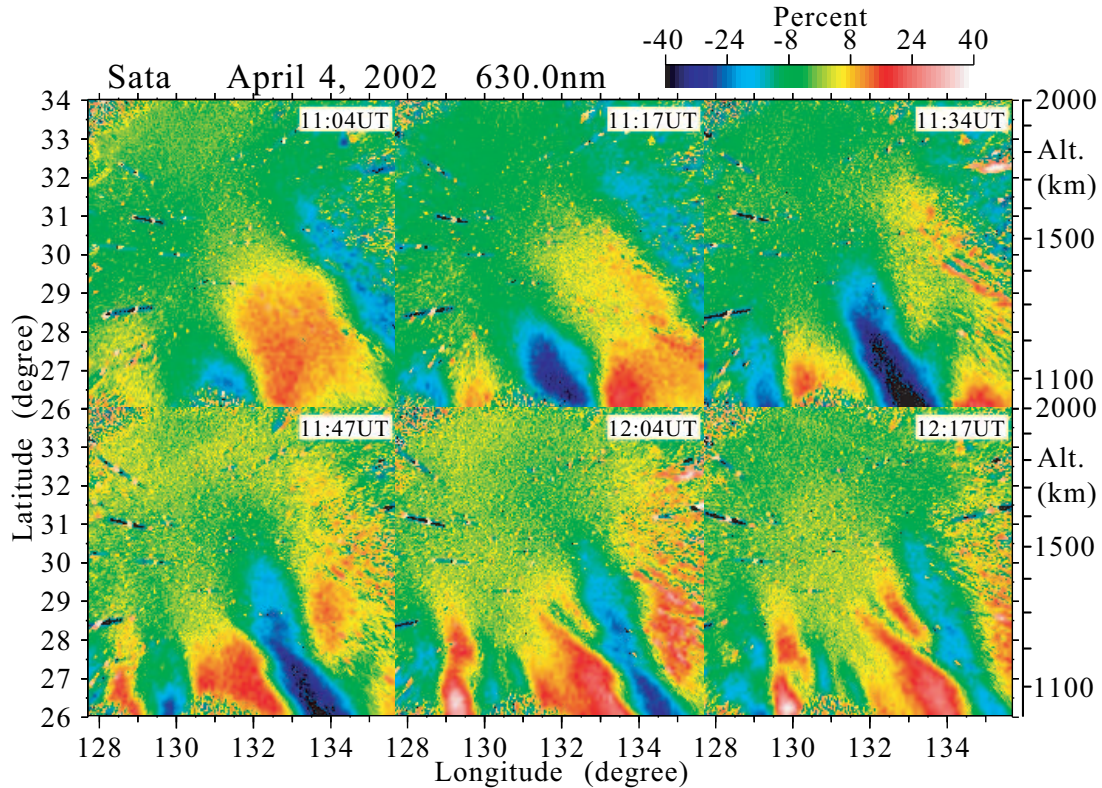 Percent
-40 -24 -8 8 24 40
Sata April 4, 2002 630.0nm
34 33 32 31 30 29 28 27 26
11:04UT 11:17UT 11:34UT
2000
Alt.
(km)
1500
1100
2000
33 32 31 30 29 28 27 26
11:47UT 12:04UT 12:17UT
Alt.
(km)
1500
1100
Latitude (degree)
128 130 132 134 128 130 132 134 128 130 132 134
Longitude (degree)